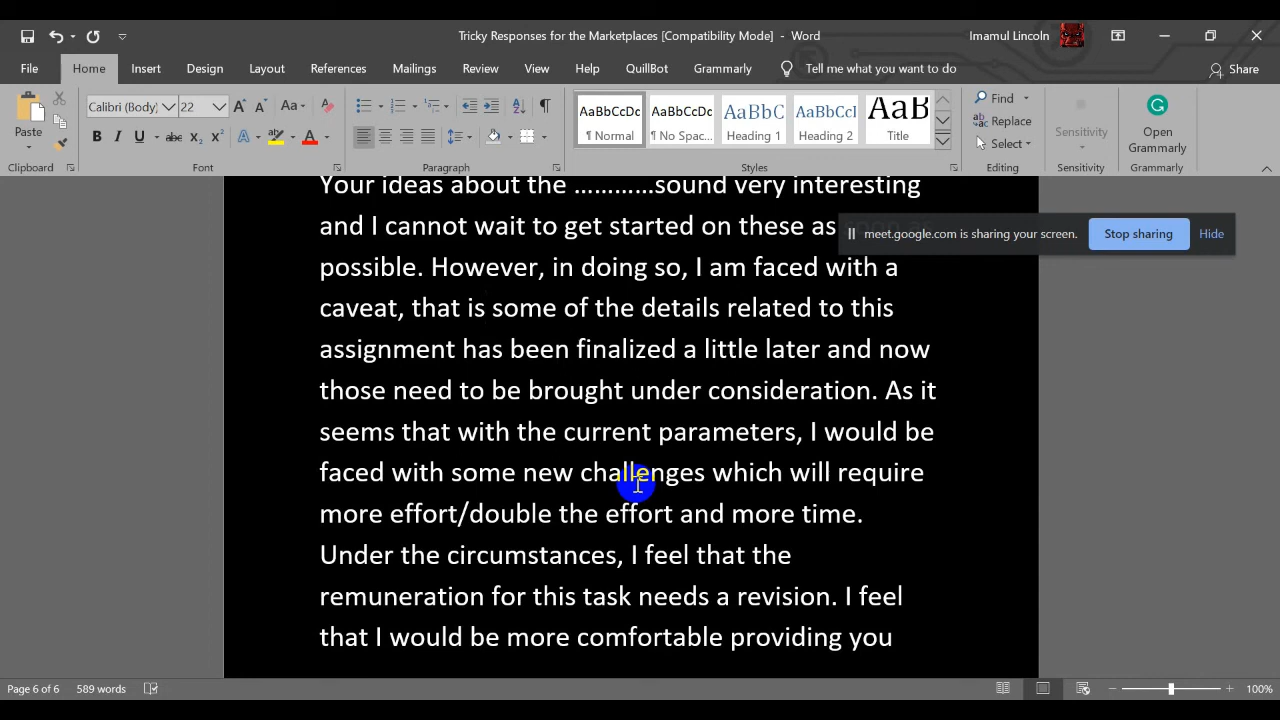 Tricky Responses for the Marketplaces [Compatibility Mode] - Word
Imamul Lincoln
File Home Insert Design Layout References Mailings Review View Help QuillBot Grammarly Tell me what you want to do Share
Paste
Calibri (Body) 22
Clipboard Font Paragraph
AaBbCcDc AaBbCcDc AaBbC AaBbCcI AaBb
¶ Normal ¶ No Spac... Heading 1 Heading 2 Title
Styles
Find
Replace
Select
Editing
Sensitivity
Sensitivity
Open
Grammarly
Grammarly
meet.google.com is sharing your screen. Stop sharing Hide
Your ideas about the …………sound very interesting
and I cannot wait to get started on these as
possible. However, in doing so, I am faced with a
caveat, that is some of the details related to this
assignment has been finalized a little later and now
those need to be brought under consideration. As it
seems that with the current parameters, I would be
faced with some new challenges which will require
more effort/double the effort and more time.
Under the circumstances, I feel that the
remuneration for this task needs a revision. I feel
that I would be more comfortable providing you
Page 6 of 6 589 words 100%